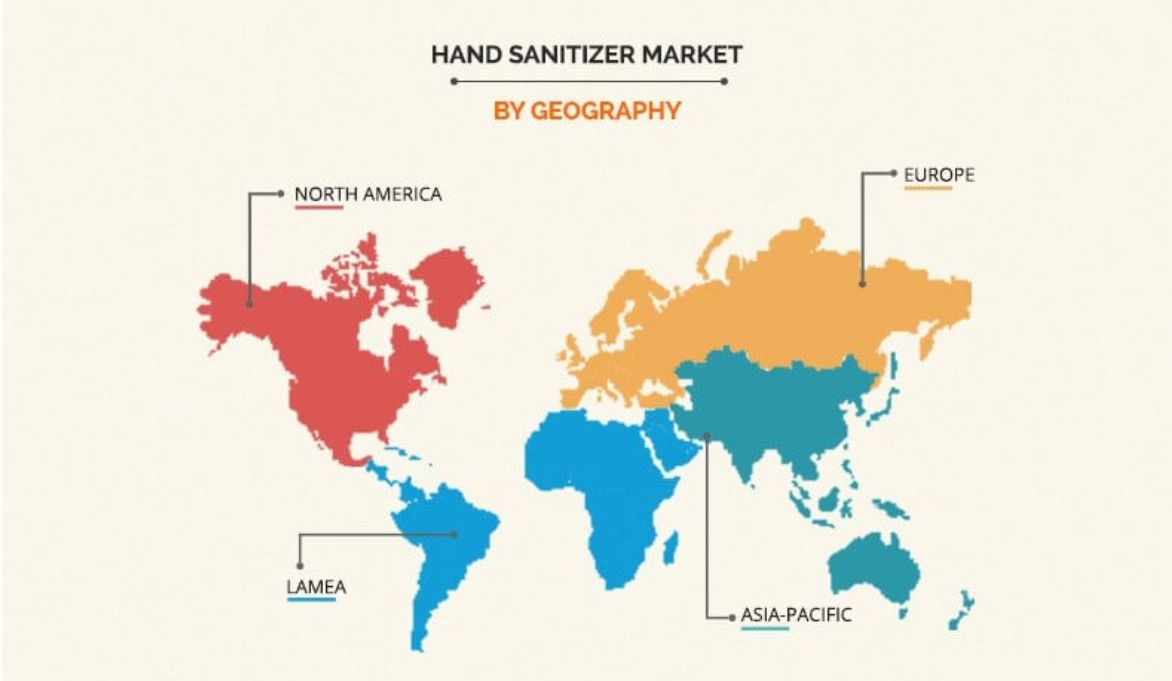 HAND SANITIZER MARKET
BY GEOGRAPHY
NORTH AMERICA
EUROPE
LAMEA
ASIA-PACIFIC